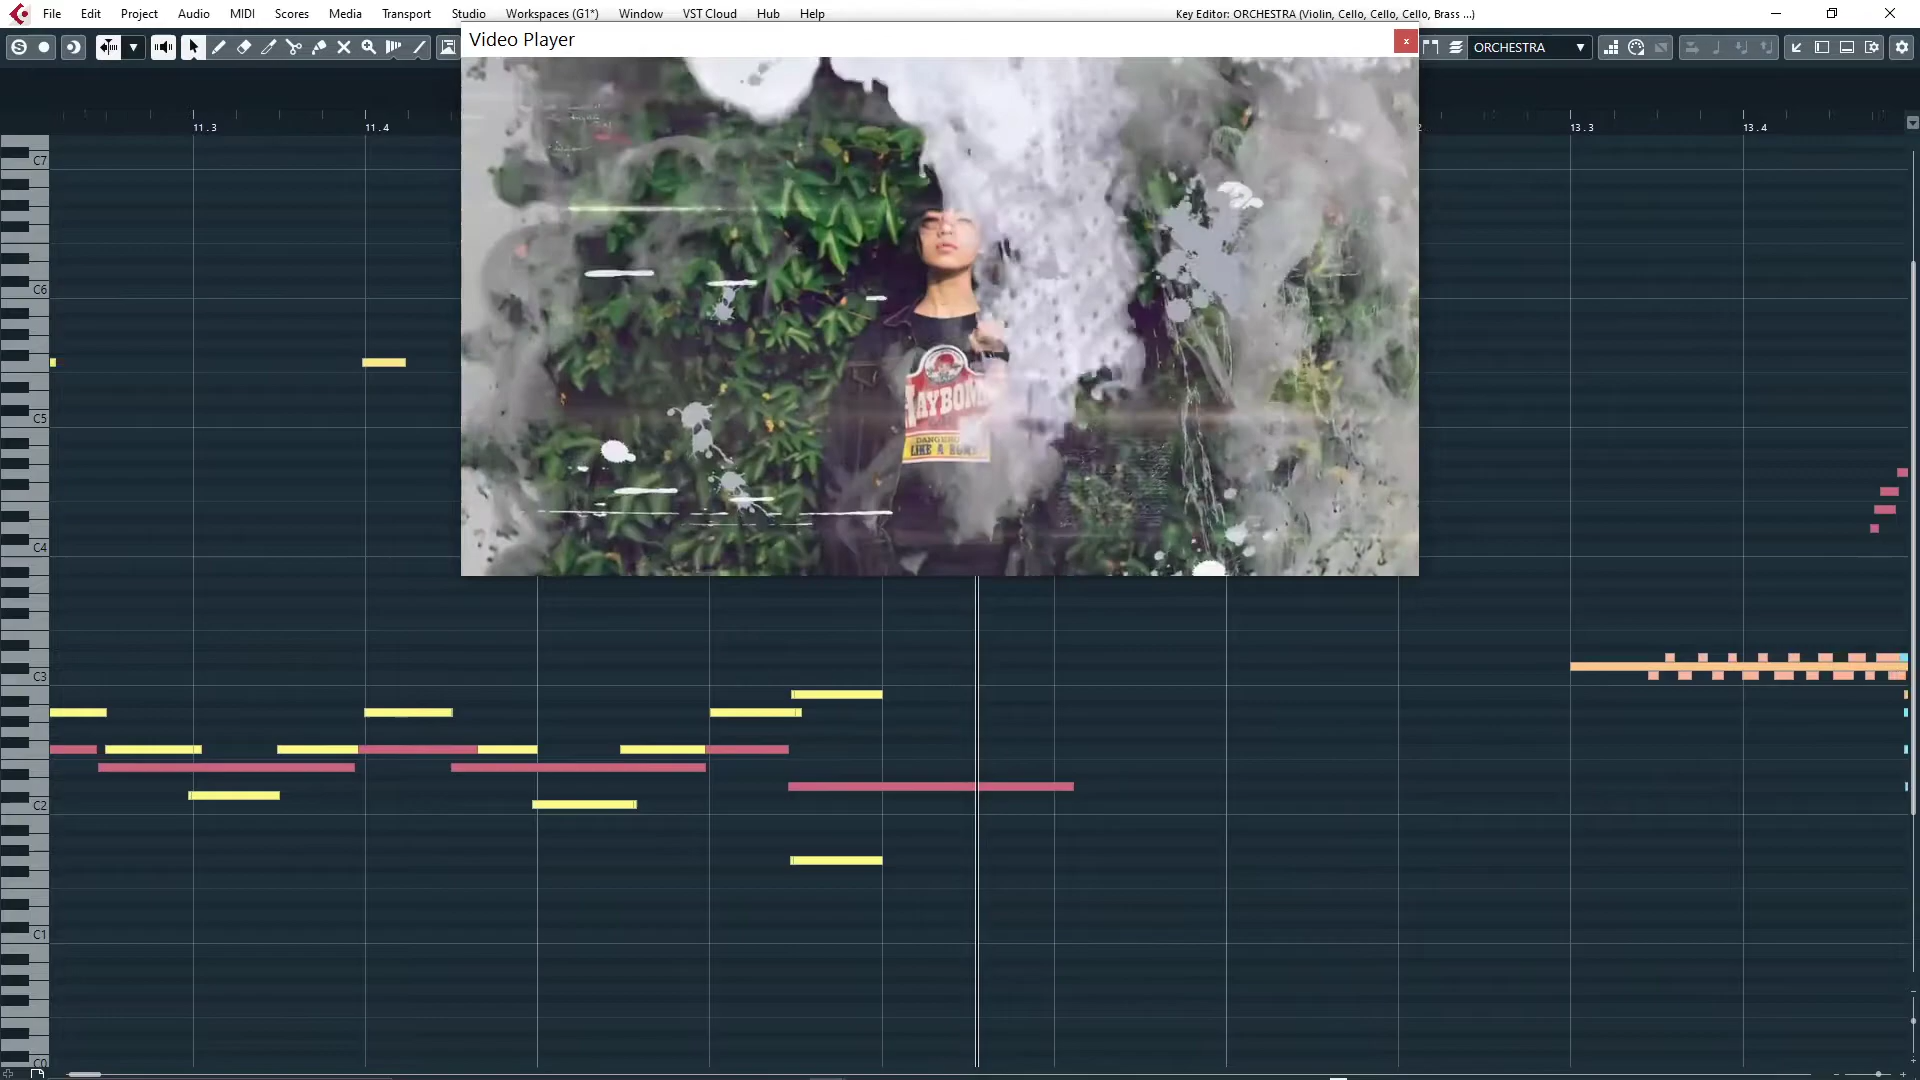 File Edit Project Audio MIDI Scores Media Transport Studio Workspaces (G1*) Window VST Cloud Hub Help Key Editor: ORCHESTRA (Violin, Cello, Cello, Cello, Brass ...)
Video Player
x
ORCHESTRA
11.3
11.4
2
13.3
13.4
C7
C6
C5
C4
C3
C2
C1
C0
DANGERO
LIKE A